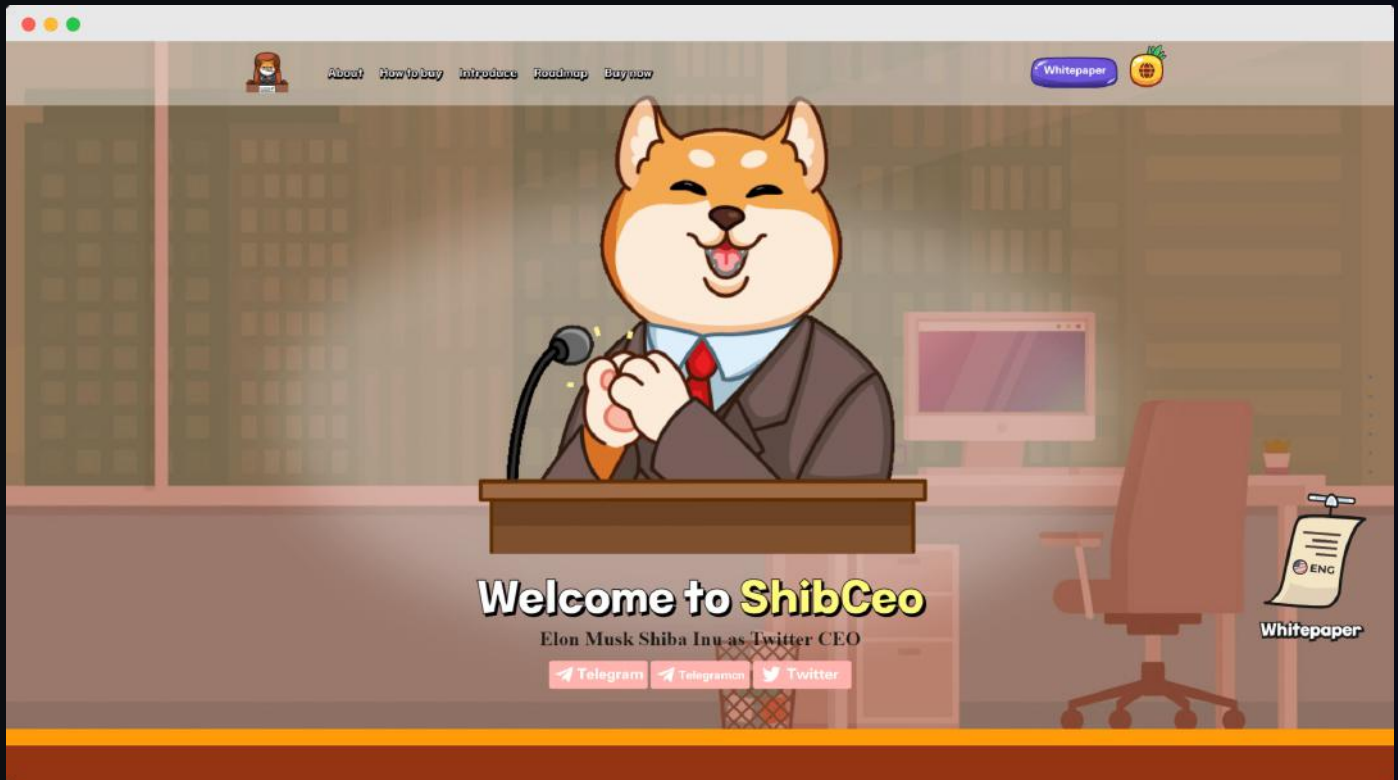 About How to buy Introduce Roadmap Buy now
Whitepaper
ENG
Whitepaper
Welcome to ShibCeo
Elon Musk Shiba Inu as Twitter CEO
Telegram Telegramcn Twitter